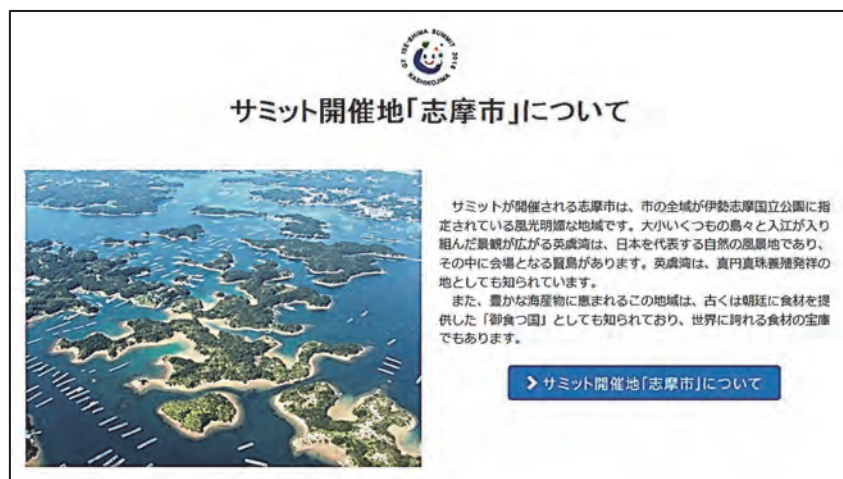 G7 ISE-SHIMA SUMMIT 2016
KASHIKOJIMA
サミット開催地「志摩市」について
サミットが開催される志摩市は、市の全域が伊勢志摩国立公園に指
定されている風光明媚な地域です。大小いくつもの島々と入江が入り
組んだ景観が広がる英虞湾は、日本を代表する自然の風景地であり、
その中に会場となる賢島があります。英虞湾は、真円真珠養殖発祥の
地としても知られています。
また、豊かな海産物に恵まれるこの地域は、古くは朝廷に食材を提
供した「御食つ国」としても知られており、世界に誇れる食材の宝庫
でもあります。
サミット開催地「志摩市」について